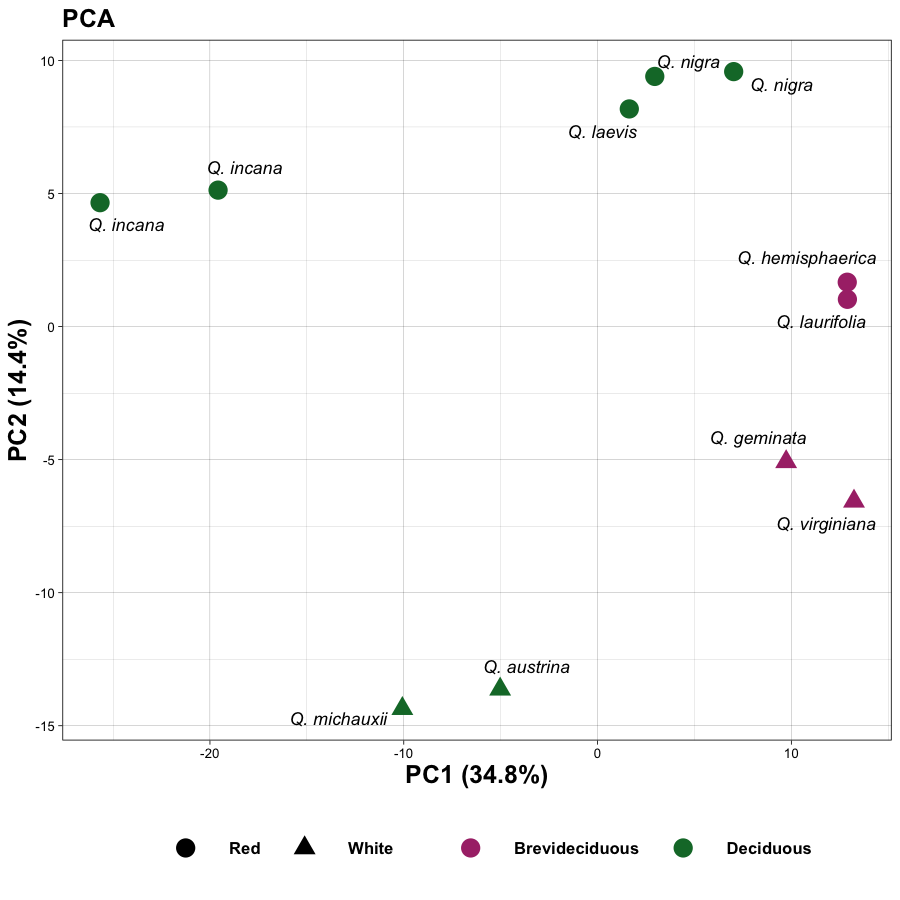 PCA
10
Q. nigra
Q. nigra
Q. laevis
Q. incana
5
Q. incana
Q. hemisphaerica
0
Q. laurifolia
PC2 (14.4%)
Q. geminata
-5
Q. virginiana
-10
Q. austrina
Q. michauxii
-15
-20 -10 0 10
PC1 (34.8%)
Red White Brevideciduous Deciduous